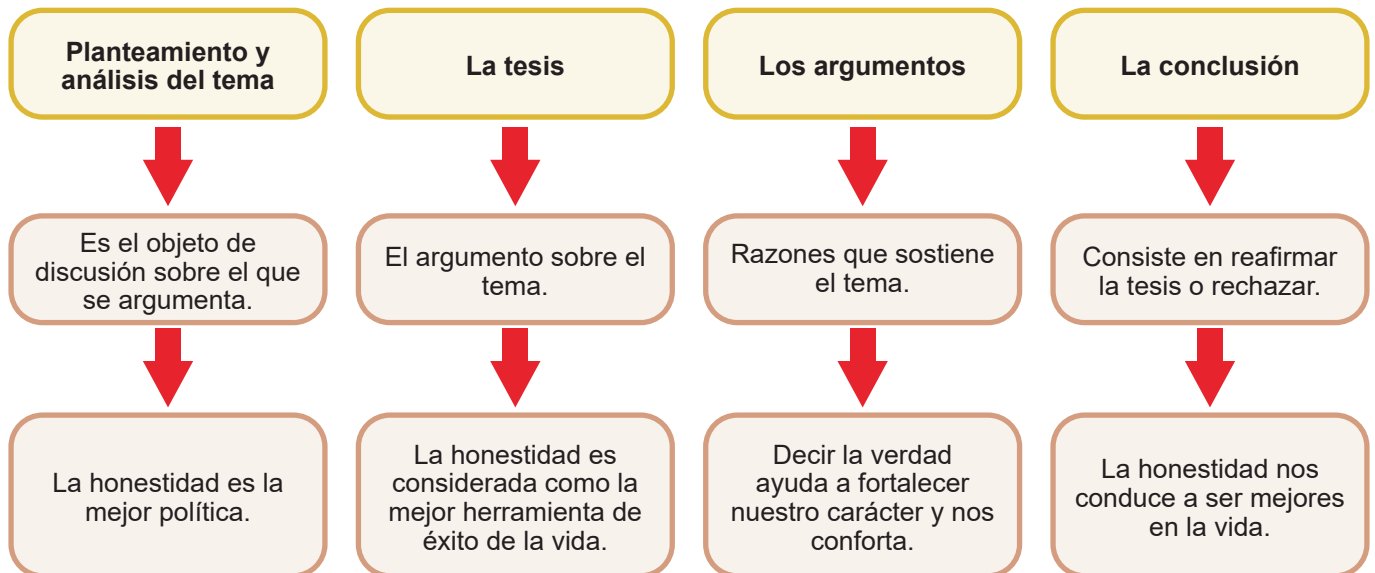 Planteamiento y
análisis del tema
La tesis
Los argumentos
La conclusión
Es el objeto de
discusión sobre el que
se argumenta.
El argumento sobre el
tema.
Razones que sostiene
el tema.
Consiste en reafirmar
la tesis o rechazar.
La honestidad es la
mejor política.
La honestidad es
considerada como la
mejor herramienta de
éxito de la vida.
Decir la verdad
ayuda a fortalecer
nuestro carácter y nos
conforta.
La honestidad nos
conduce a ser mejores
en la vida.